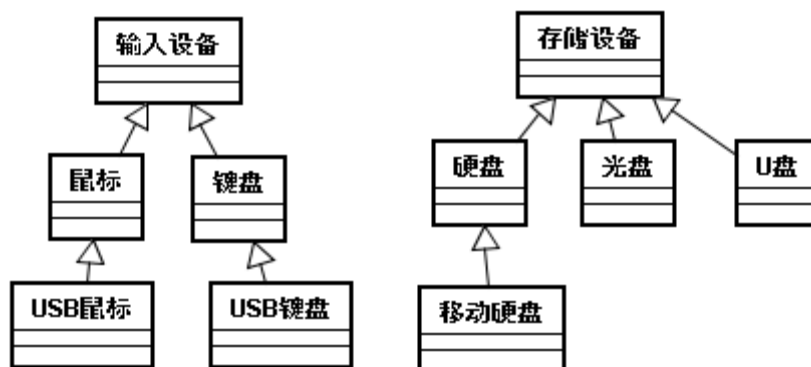 输入设备
存储设备
鼠标
键盘
硬盘
光盘
U盘
USB鼠标
USB键盘
移动硬盘